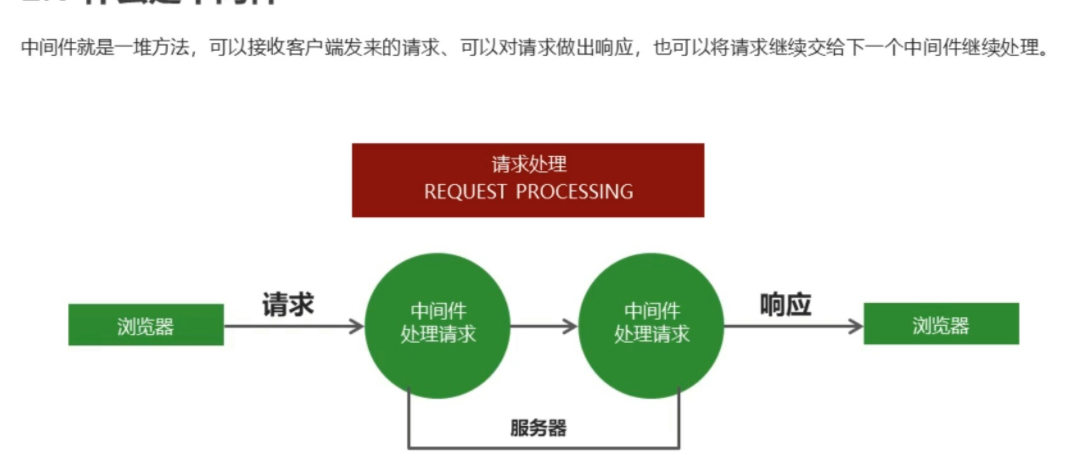 中间件就是一堆方法，可以接收客户端发来的请求、可以对请求做出响应，也可以将请求继续交给下一个中间件继续处理。
请求处理
REQUEST PROCESSING
浏览器
请求
中间件
处理请求
中间件
处理请求
响应
浏览器
服务器